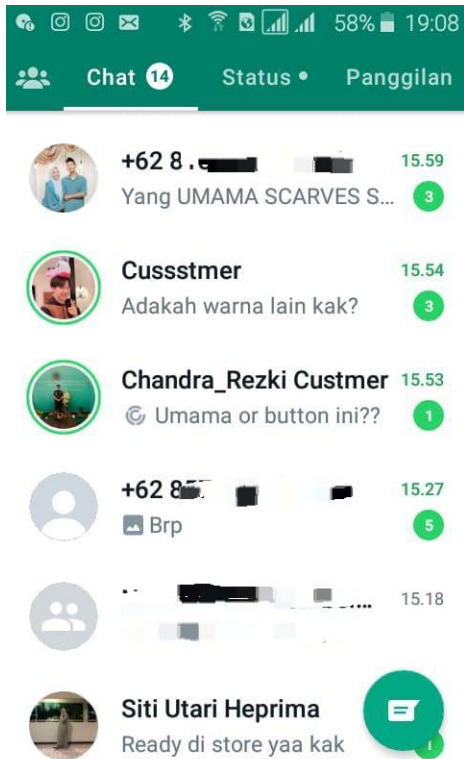 58% 19:08
Chat 14 Status Panggilan
+62 8 15.59
Yang UMAMA SCARVES S... 3
Cussstmer 15.54
Adakah warna lain kak? 3
Chandra_Rezki Custmer 15.53
Umama or button ini?? 1
+62 8 15.27
Brp 5
15.18
Siti Utari Heprima
Ready di store yaa kak 1